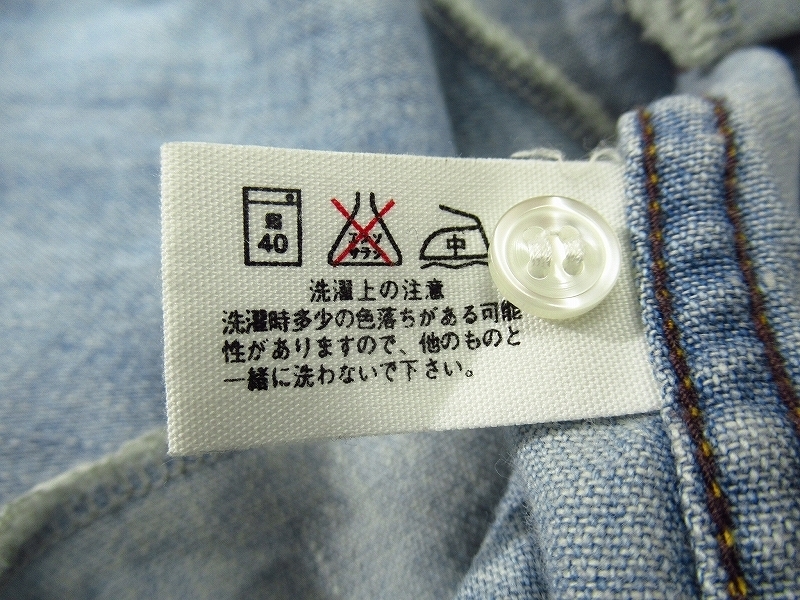 40
エンソ
サラシ
中
洗濯上の注意
洗濯時多少の色落ちがある可能
性がありますので、他のものと
一緒に洗わないで下さい。